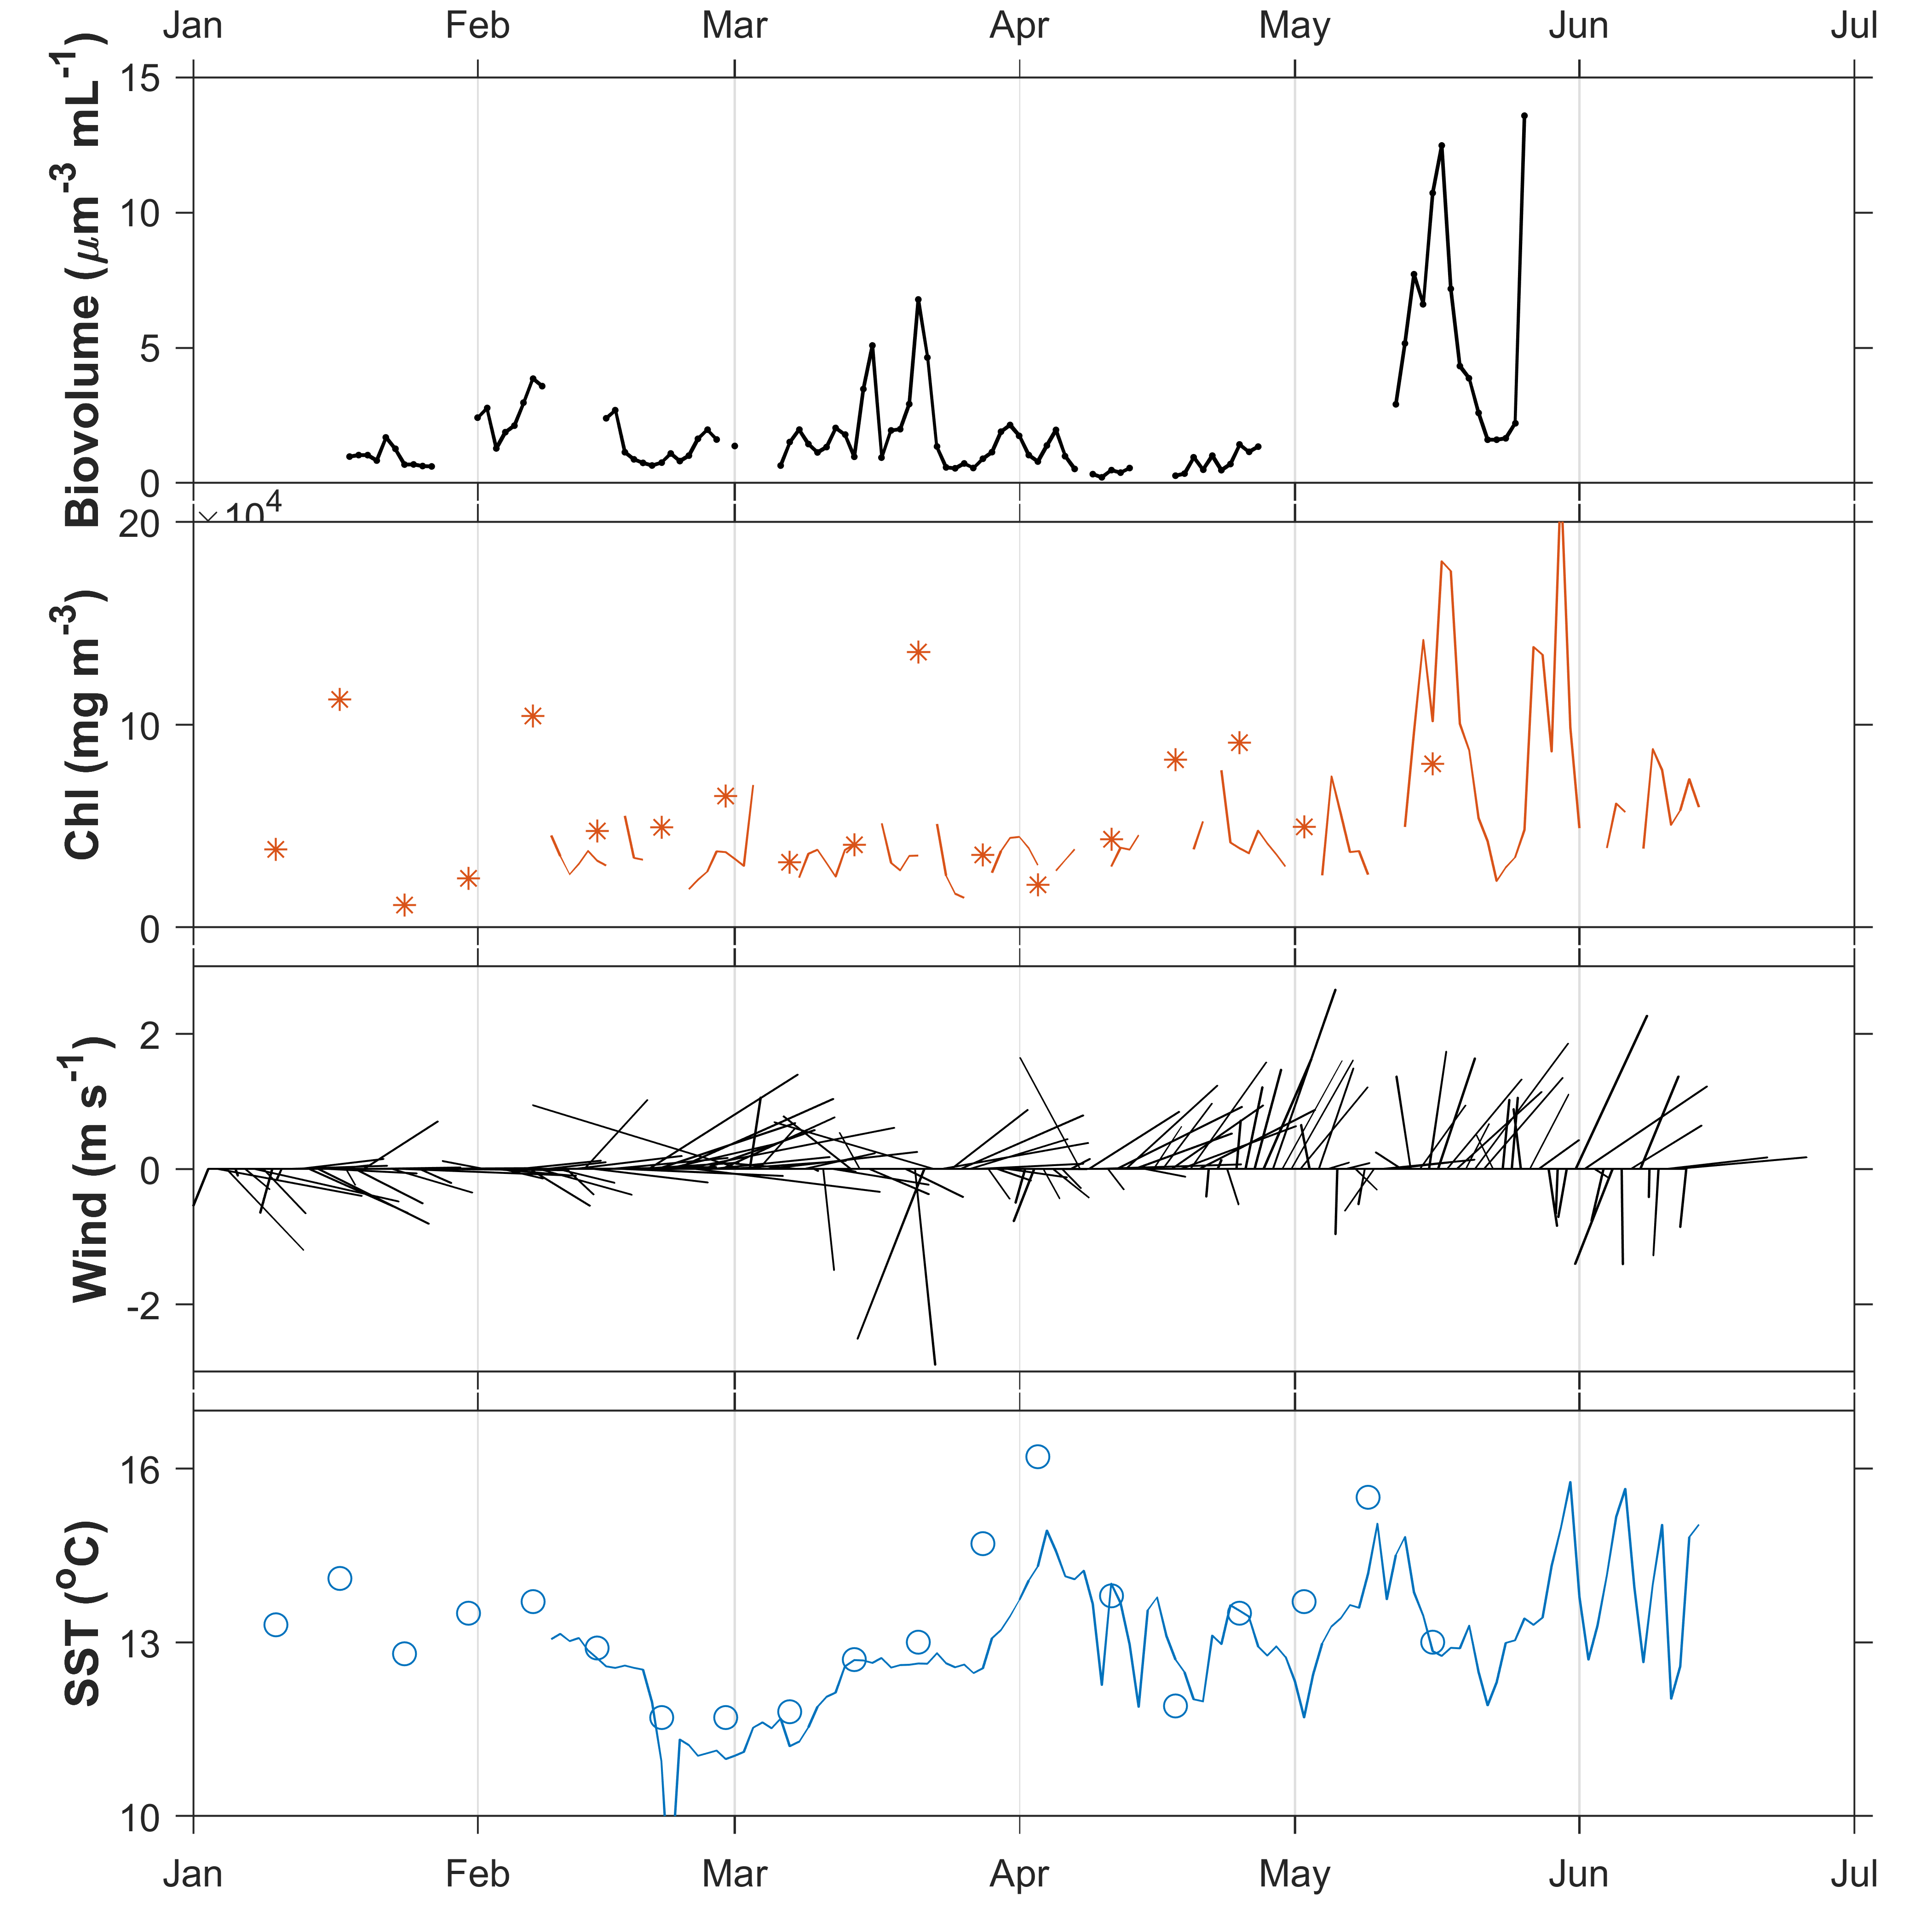 Jan Feb Mar Apr May Jun Jul
Biovolume (μm⁻³ mL⁻¹)
15
10
5
0
×10⁴
Chl (mg m⁻³)
20
10
0
Wind (m s⁻¹)
2
0
-2
SST (ᵒC)
16
13
10
Jan Feb Mar Apr May Jun Jul